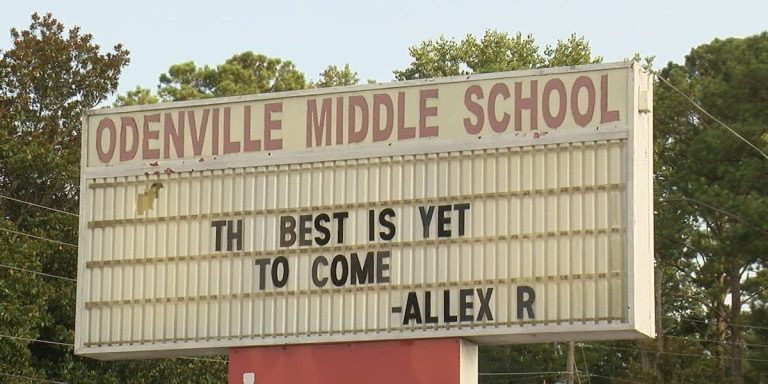 ODENVILLE MIDDLE SCHOOL
TH BEST IS YET
TO COME
-ALLEX R